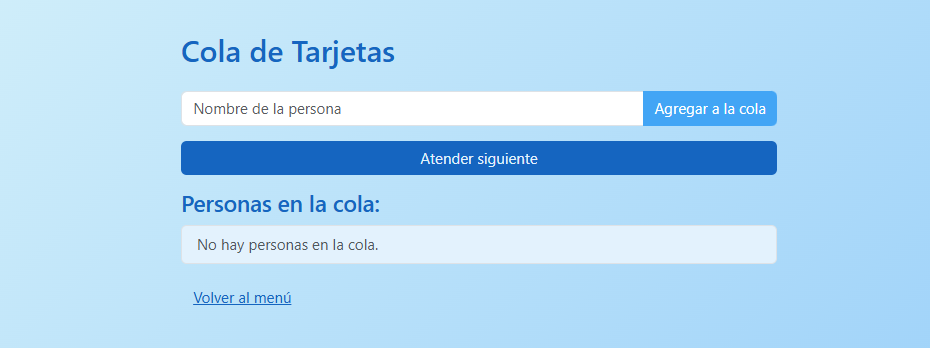 Cola de Tarjetas
Nombre de la persona
Agregar a la cola
Atender siguiente
Personas en la cola:
No hay personas en la cola.
Volver al menú